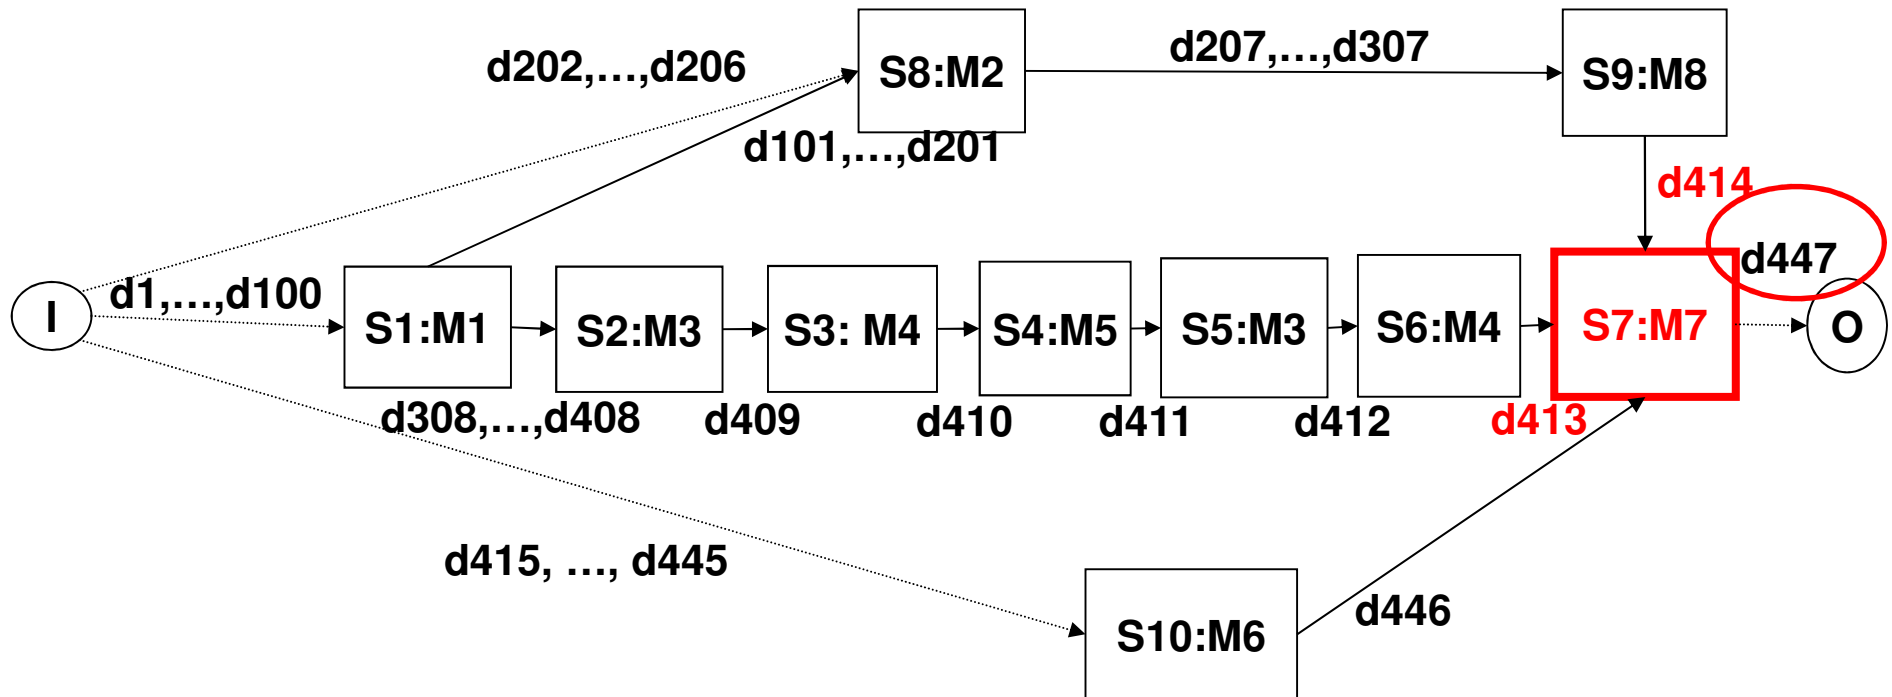 d202,...,d206
S8:M2
d207,...,d307
S9:M8
d101,...,d201
d414
I
d1,...,d100
S1:M1
S2:M3
S3: M4
S4:M5
S5:M3
S6:M4
S7:M7
d447
O
d308,...,d408
d409
d410
d411
d412
d413
d415, ..., d445
S10:M6
d446